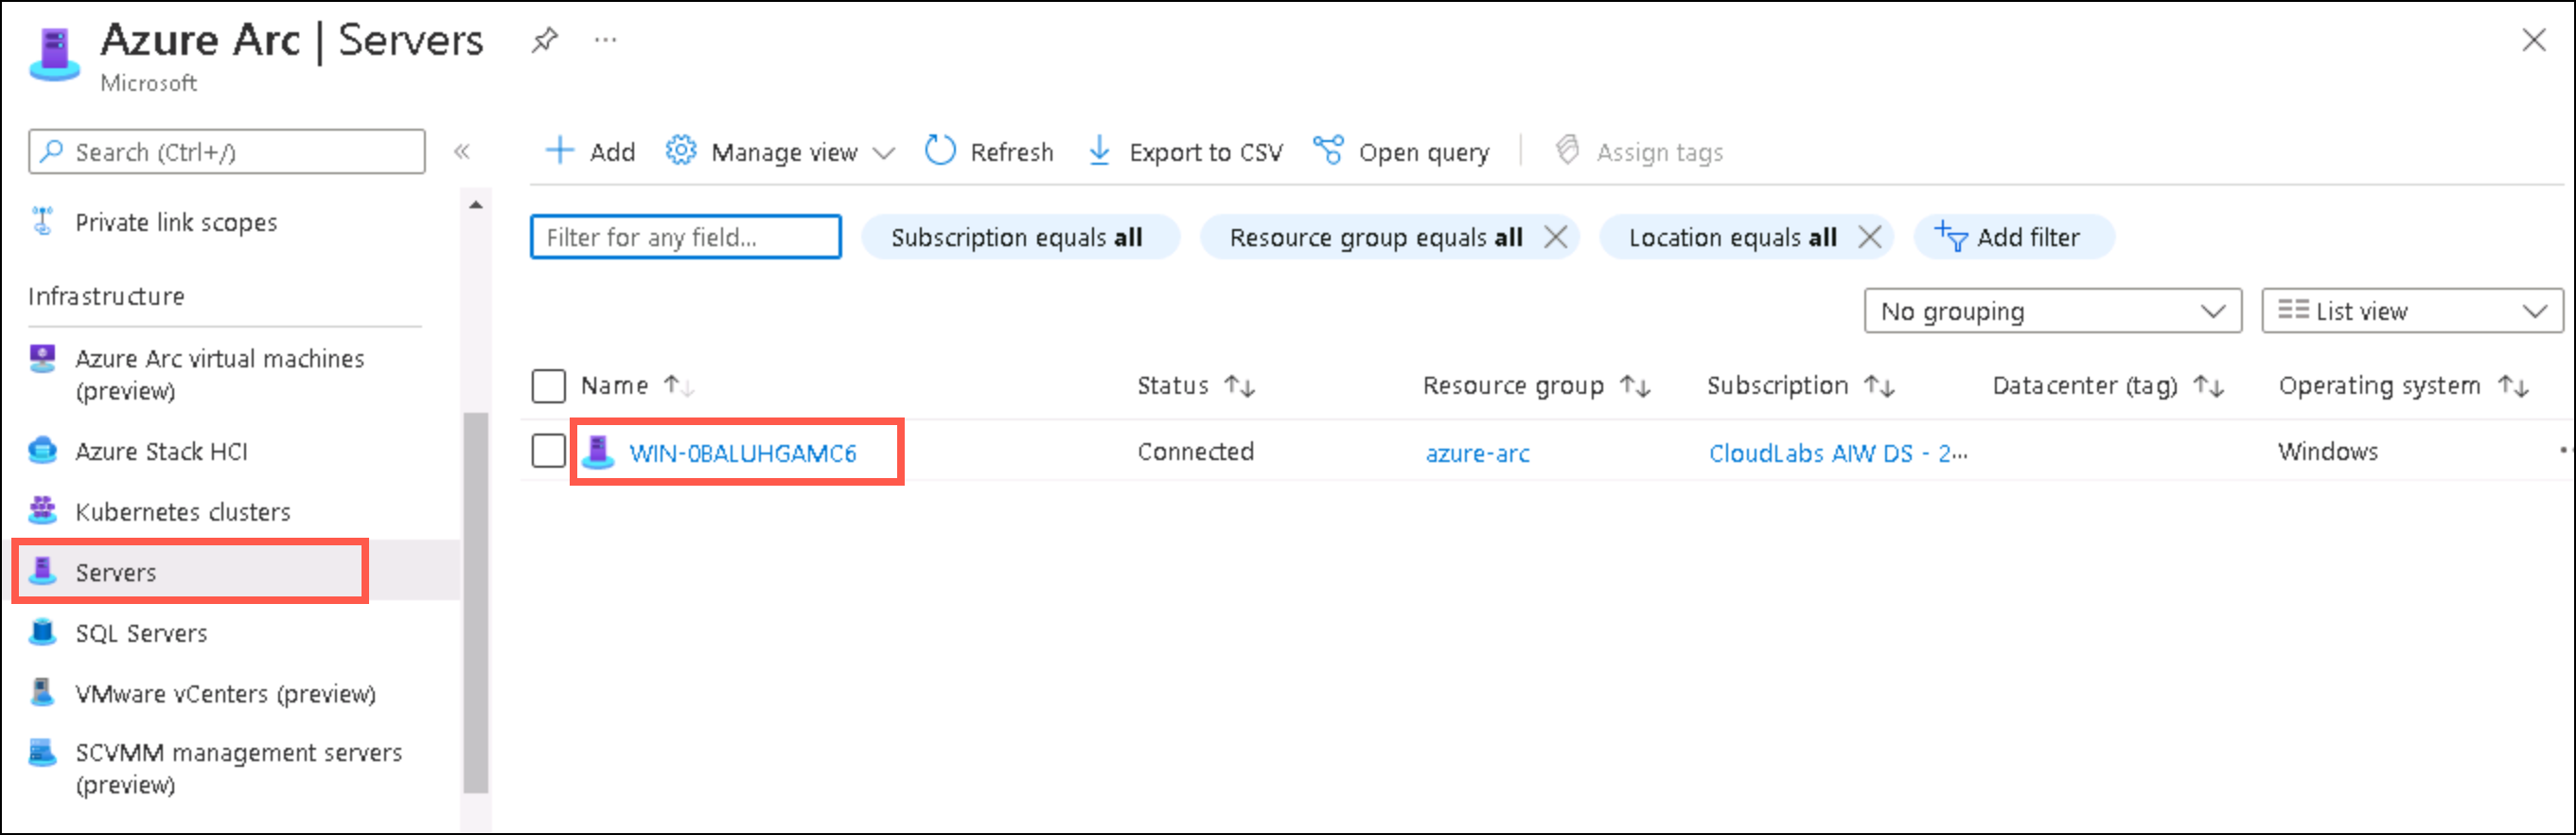 Azure Arc | Servers ...
Microsoft
Search (Ctrl+/)
«
Add
Manage view
Refresh
Export to CSV
Open query
Assign tags
Private link scopes
Infrastructure
Azure Arc virtual machines
(preview)
Azure Stack HCI
Kubernetes clusters
Servers
SQL Servers
VMware vCenters (preview)
SCVMM management servers
(preview)
Filter for any field...
Subscription equals all
Resource group equals all
Location equals all
Add filter
No grouping
List view
Name
Status
Resource group
Subscription
Datacenter (tag)
Operating system
WIN-0BALUHGAMC6
Connected
azure-arc
CloudLabs AIW DS - 2...
Windows